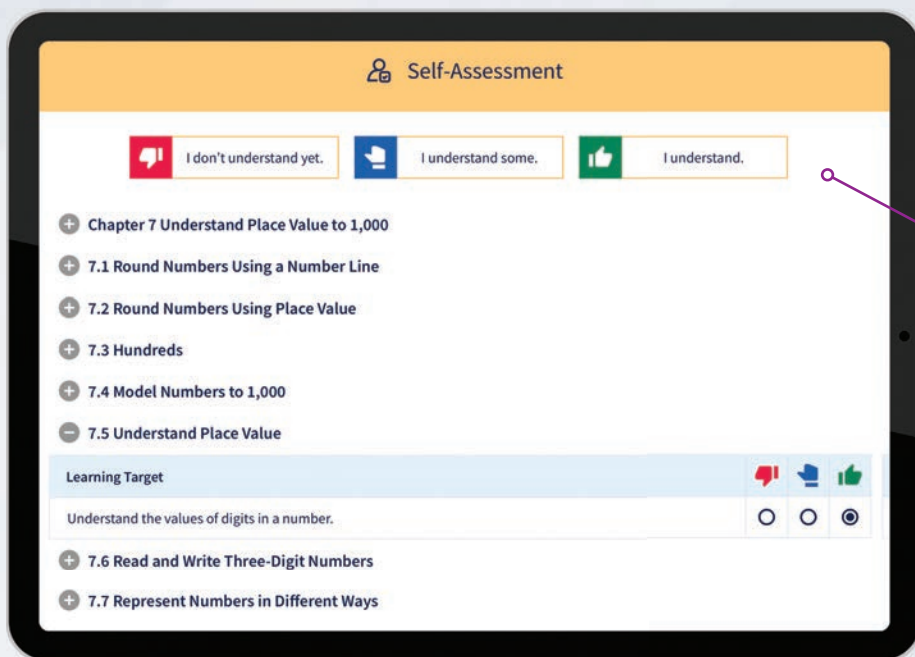 Self-Assessment
I don't understand yet.
I understand some.
I understand.
Chapter 7 Understand Place Value to 1,000
7.1 Round Numbers Using a Number Line
7.2 Round Numbers Using Place Value
7.3 Hundreds
7.4 Model Numbers to 1,000
7.5 Understand Place Value
Learning Target
Understand the values of digits in a number.
7.6 Read and Write Three-Digit Numbers
7.7 Represent Numbers in Different Ways